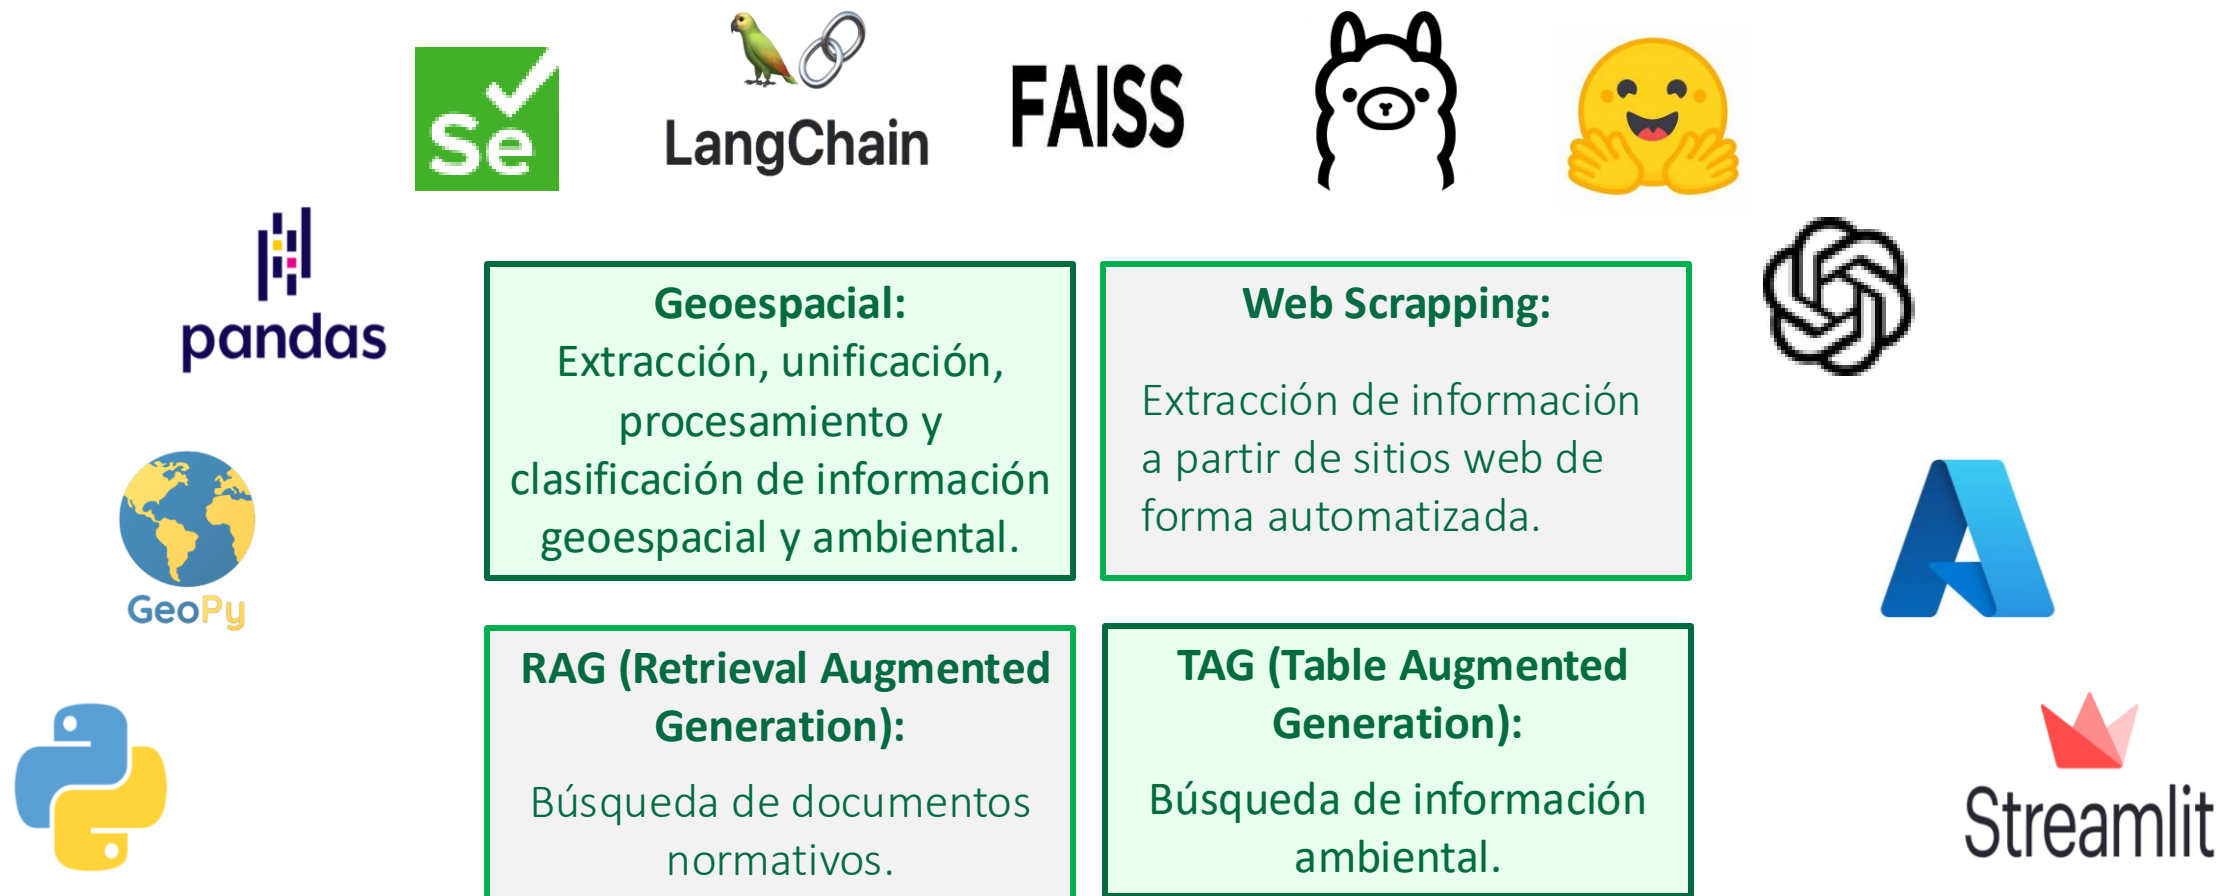 Se
LangChain
FAISS
pandas
Geoespacial:
Extracción, unificación,
procesamiento y
clasificación de información
geoespacial y ambiental.
Web Scrapping:
Extracción de información
a partir de sitios web de
forma automatizada.
GeoPy
RAG (Retrieval Augmented
Generation):
Búsqueda de documentos
normativos.
TAG (Table Augmented
Generation):
Búsqueda de información
ambiental.
Streamlit